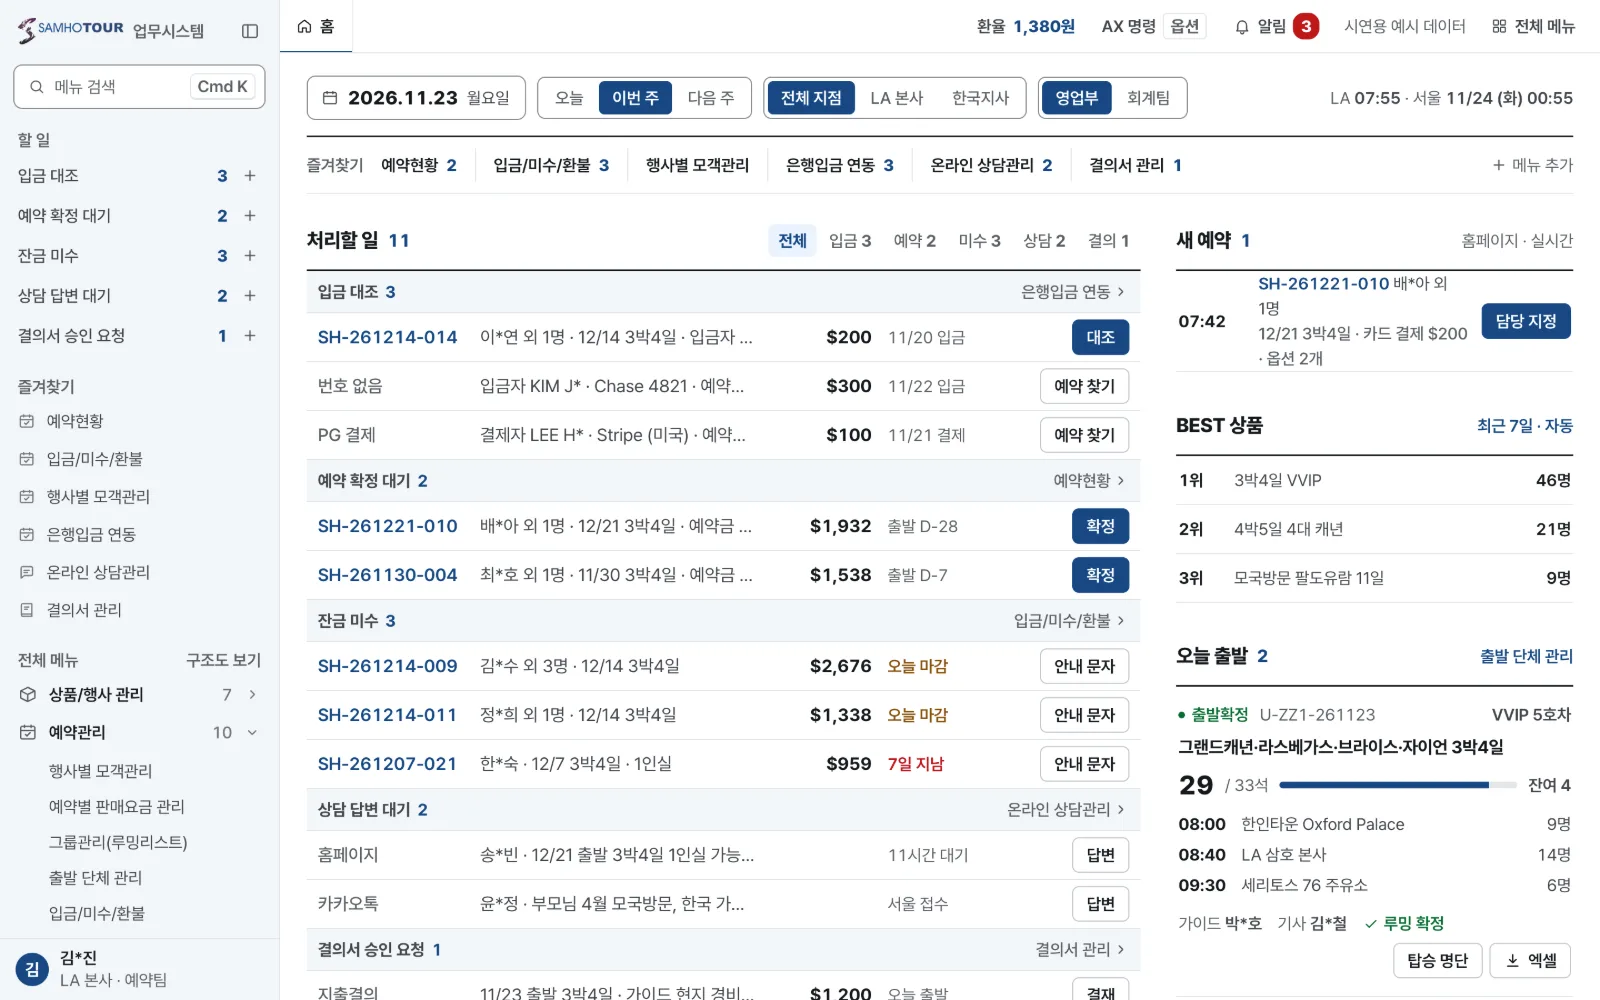 SAMHOTOUR 업무시스템
메뉴 검색 Cmd K
할 일
입금 대조 3 +
예약 확정 대기 2 +
잔금 미수 3 +
상담 답변 대기 2 +
결의서 승인 요청 1 +
즐겨찾기
예약현황
입금/미수/환불
행사별 모객관리
은행입금 연동
온라인 상담관리
결의서 관리
전체 메뉴 구조도 보기
상품/행사 관리 7
예약관리 10
행사별 모객관리
예약별 판매요금 관리
그룹관리(루밍리스트)
출발 단체 관리
입금/미수/환불
김 김*진
LA 본사 · 예약팀
홈
환율 1,380원 AX 명령 옵션 알림 3 시연용 예시 데이터 전체 메뉴
2026.11.23 월요일 오늘 이번 주 다음 주 전체 지점 LA 본사 한국지사 영업부 회계팀 LA 07:55 · 서울 11/24 (화) 00:55
즐겨찾기 예약현황 2 입금/미수/환불 3 행사별 모객관리 은행입금 연동 3 온라인 상담관리 2 결의서 관리 1 + 메뉴 추가
처리할 일 11 전체 입금 3 예약 2 미수 3 상담 2 결의 1
입금 대조 3 은행입금 연동
SH-261214-014 이*연 외 1명 · 12/14 3박4일 · 입금자 ... $200 11/20 입금 대조
번호 없음 입금자 KIM J* · Chase 4821 · 예약... $300 11/22 입금 예약 찾기
PG 결제 결제자 LEE H* · Stripe (미국) · 예약... $100 11/21 결제 예약 찾기
예약 확정 대기 2 예약현황
SH-261221-010 배*아 외 1명 · 12/21 3박4일 · 예약금 ... $1,932 출발 D-28 확정
SH-261130-004 최*호 외 1명 · 11/30 3박4일 · 예약금 ... $1,538 출발 D-7 확정
잔금 미수 3 입금/미수/환불
SH-261214-009 김*수 외 3명 · 12/14 3박4일 $2,676 오늘 마감 안내 문자
SH-261214-011 정*희 외 1명 · 12/14 3박4일 $1,338 오늘 마감 안내 문자
SH-261207-021 한*숙 · 12/7 3박4일 · 1인실 $959 7일 지남 안내 문자
상담 답변 대기 2 온라인 상담관리
홈페이지 송*빈 · 12/21 출발 3박4일 1인실 가능... 11시간 대기 답변
카카오톡 윤*정 · 부모님 4월 모국방문, 한국 가... 서울 접수 답변
결의서 승인 요청 1 결의서 관리
지출결의 11/23 출발 3박4일 · 가이드 현지 경비... $1,200 오늘 출발 결재
새 예약 1 홈페이지 · 실시간
07:42 SH-261221-010 배*아 외
1명
12/21 3박4일 · 카드 결제 $200
· 옵션 2개
담당 지정
BEST 상품 최근 7일 · 자동
1위 3박4일 VVIP 46명
2위 4박5일 4대 캐년 21명
3위 모국방문 팔도유람 11일 9명
오늘 출발 2 출발 단체 관리
출발확정 U-ZZ1-261123 VVIP 5호차
그랜드캐년·라스베가스·브라이스·자이언 3박4일
29 / 33석 잔여 4
08:00 한인타운 Oxford Palace 9명
08:40 LA 삼호 본사 14명
09:30 세리토스 76 주유소 6명
가이드 박*호 기사 김*철 ✓ 루밍 확정
탑승 명단 엑셀